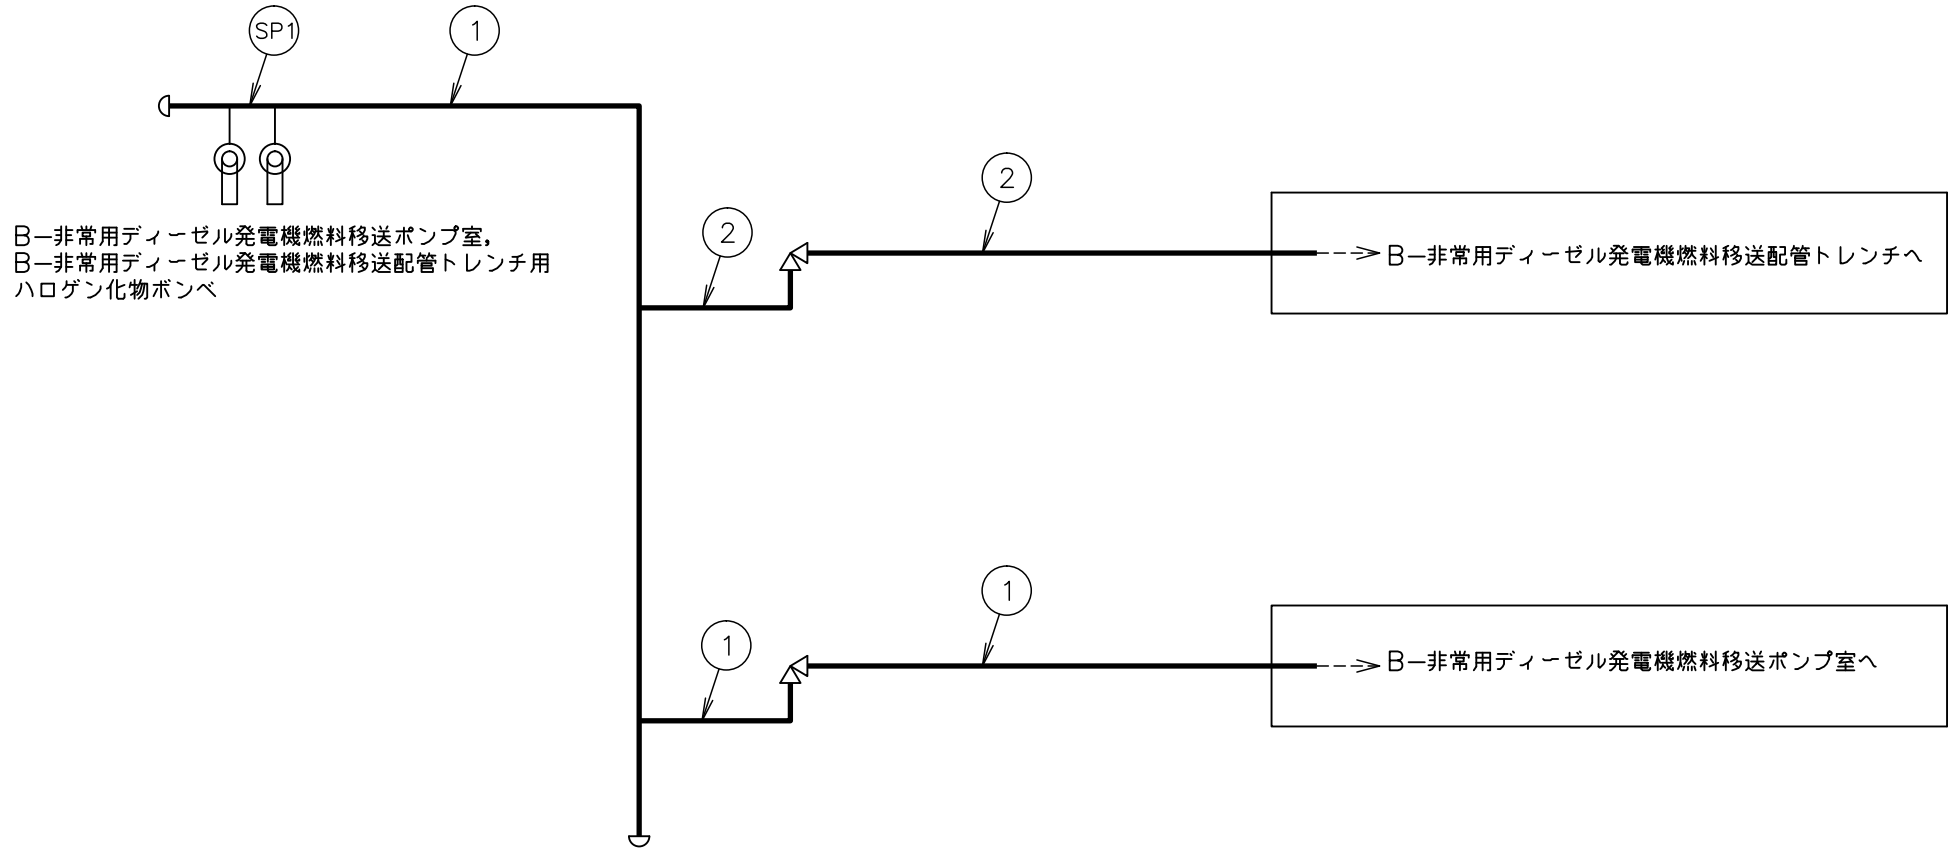 SP1
1
2
2
B-非常用ディーゼル発電機燃料移送ポンプ室,
B-非常用ディーゼル発電機燃料移送配管トレンチ用
ハロゲン化物ボンベ
B-非常用ディーゼル発電機燃料移送配管トレンチへ
1
1
B-非常用ディーゼル発電機燃料移送ポンプ室へ